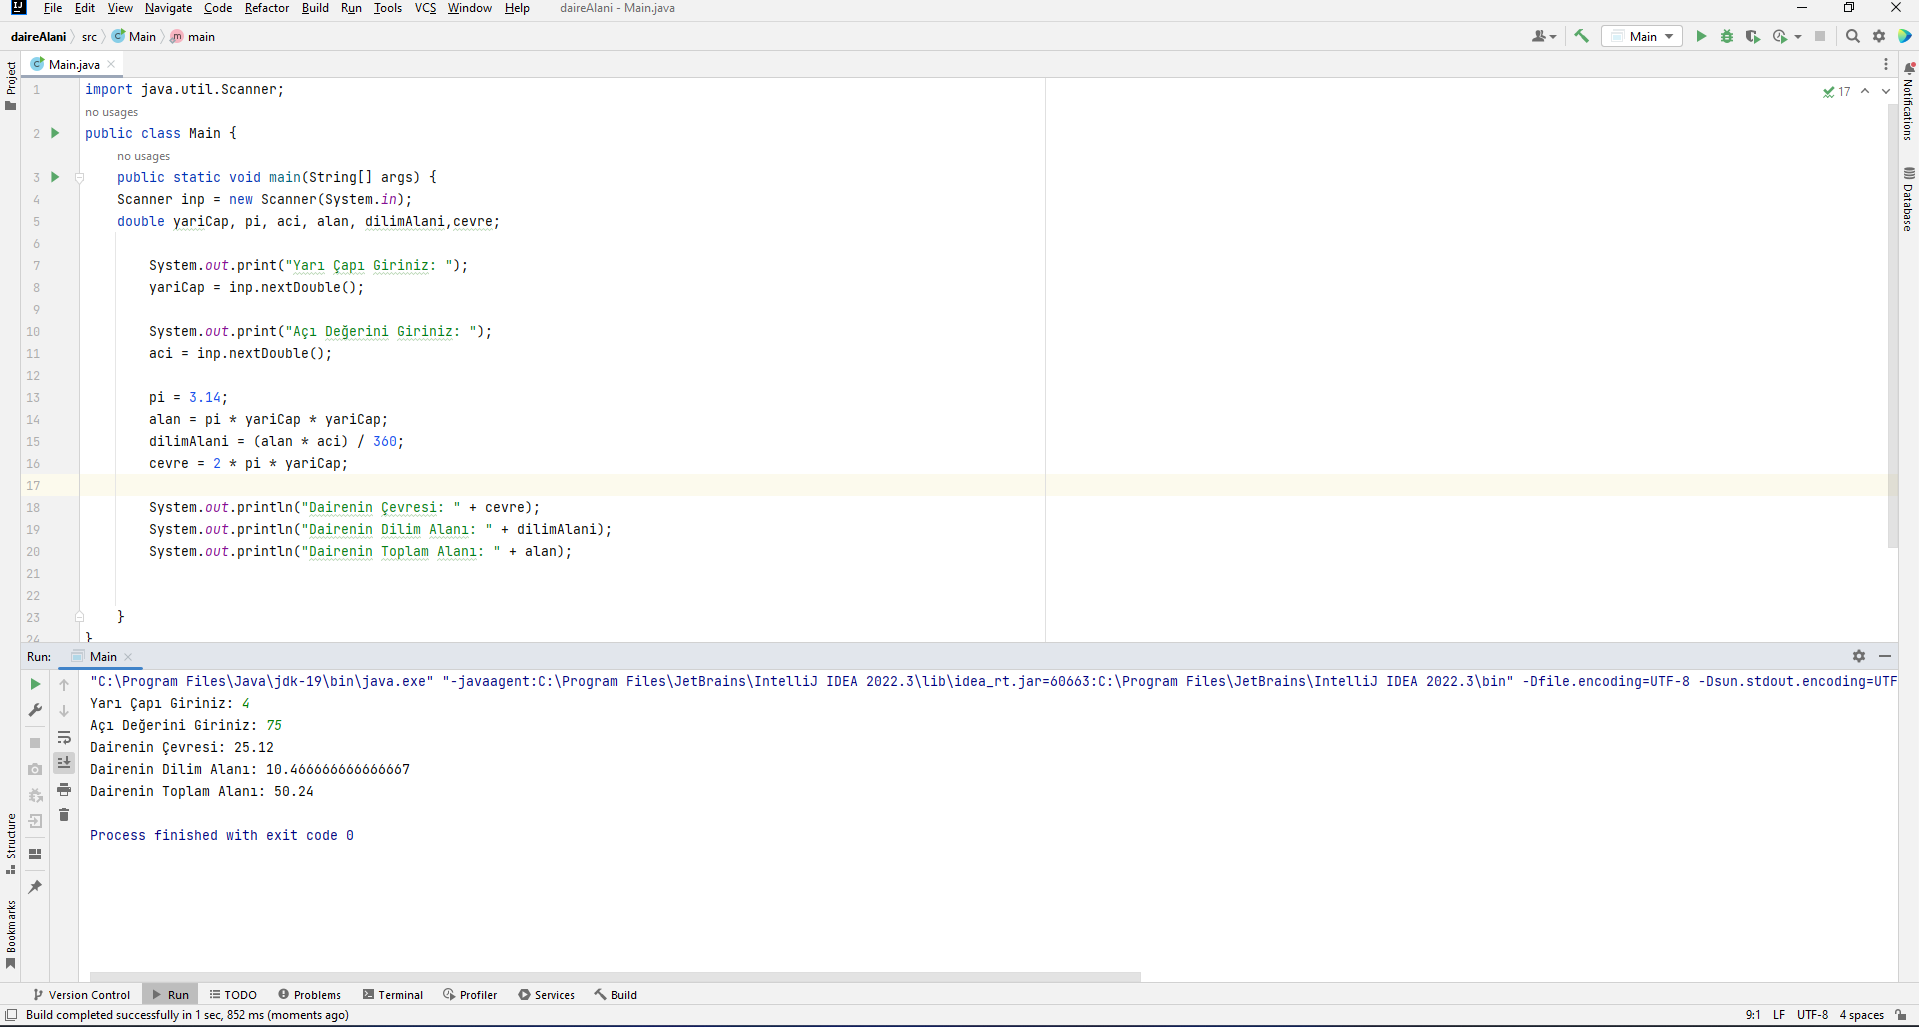 File Edit View Navigate Code Refactor Build Run Tools VCS Window Help daireAlani - Main.java
daireAlani src Main main Main
Project
Main.java
Notifications
Database
17
1 import java.util.Scanner;
no usages
2 public class Main {
no usages
3 public static void main(String[] args) {
4 Scanner inp = new Scanner(System.in);
5 double yariCap, pi, aci, alan, dilimAlani,cevre;
6
7 System.out.print("Yarı Çapı Giriniz: ");
8 yariCap = inp.nextDouble();
9
10 System.out.print("Açı Değerini Giriniz: ");
11 aci = inp.nextDouble();
12
13 pi = 3.14;
14 alan = pi * yariCap * yariCap;
15 dilimAlani = (alan * aci) / 360;
16 cevre = 2 * pi * yariCap;
17
18 System.out.println("Dairenin Çevresi: " + cevre);
19 System.out.println("Dairenin Dilim Alanı: " + dilimAlani);
20 System.out.println("Dairenin Toplam Alanı: " + alan);
21
22
23 }
24 }
Run: Main
"C:\Program Files\Java\jdk-19\bin\java.exe" "-javaagent:C:\Program Files\JetBrains\IntelliJ IDEA 2022.3\lib\idea_rt.jar=60663:C:\Program Files\JetBrains\IntelliJ IDEA 2022.3\bin" -Dfile.encoding=UTF-8 -Dsun.stdout.encoding=UTF
Yarı Çapı Giriniz: 4
Açı Değerini Giriniz: 75
Dairenin Çevresi: 25.12
Dairenin Dilim Alanı: 10.466666666666667
Dairenin Toplam Alanı: 50.24
Process finished with exit code 0
Structure
Bookmarks
Version Control Run TODO Problems Terminal Profiler Services Build
Build completed successfully in 1 sec, 852 ms (moments ago) 9:1 LF UTF-8 4 spaces